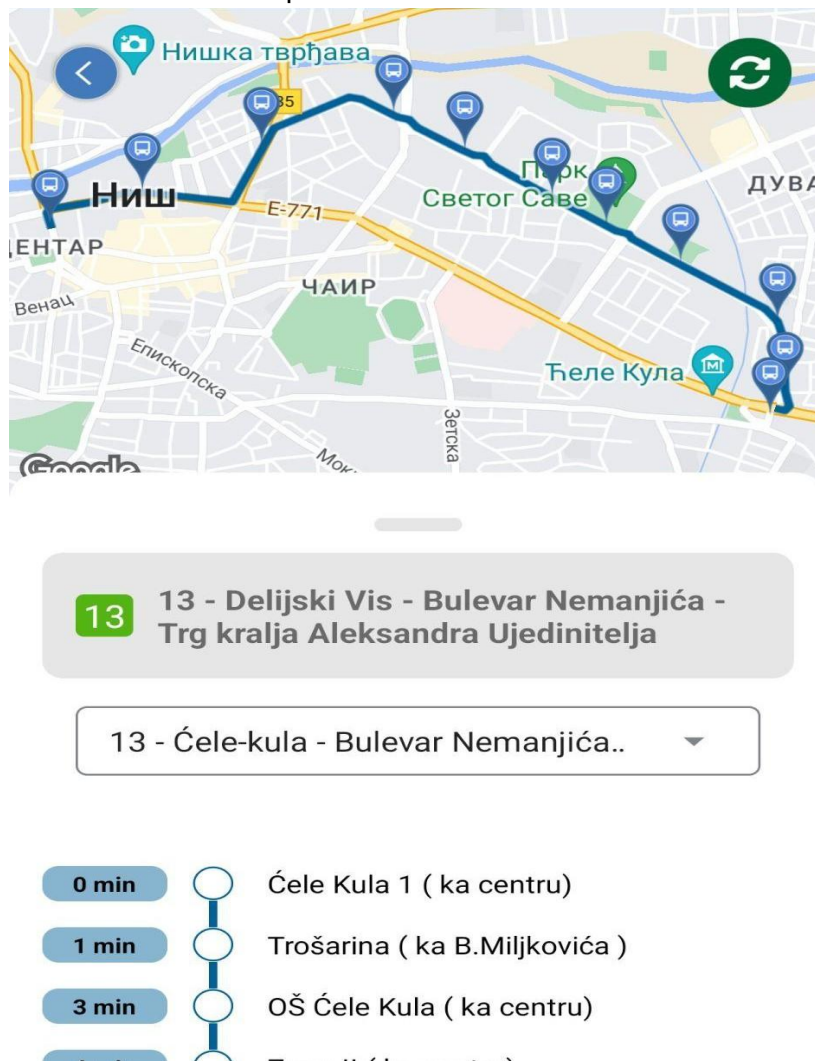 Нишка тврђава
35
Парк
Светог Саве
ДУВА
Ниш
E-771
ЦЕНТАР
ЧАИР
Венац
Епископска
Ћеле Кула
Зетска
Google
13
13 - Delijski Vis - Bulevar Nemanjića -
Trg kralja Aleksandra Ujedinitelja
13 - Ćele-kula - Bulevar Nemanjića..
0 min Ćele Kula 1 ( ka centru)
1 min Trošarina ( ka B.Miljkovića )
3 min OŠ Ćele Kula ( ka centru)